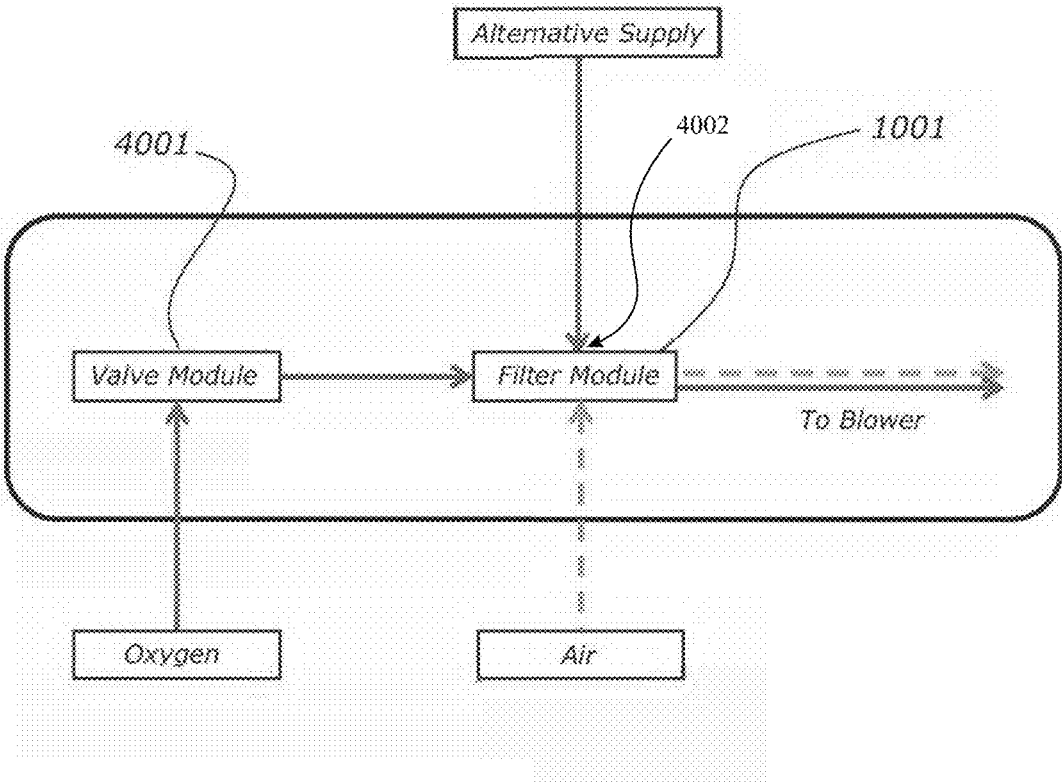 Alternative Supply
4001
4002
1001
Valve Module
Filter Module
To Blower
Oxygen
Air